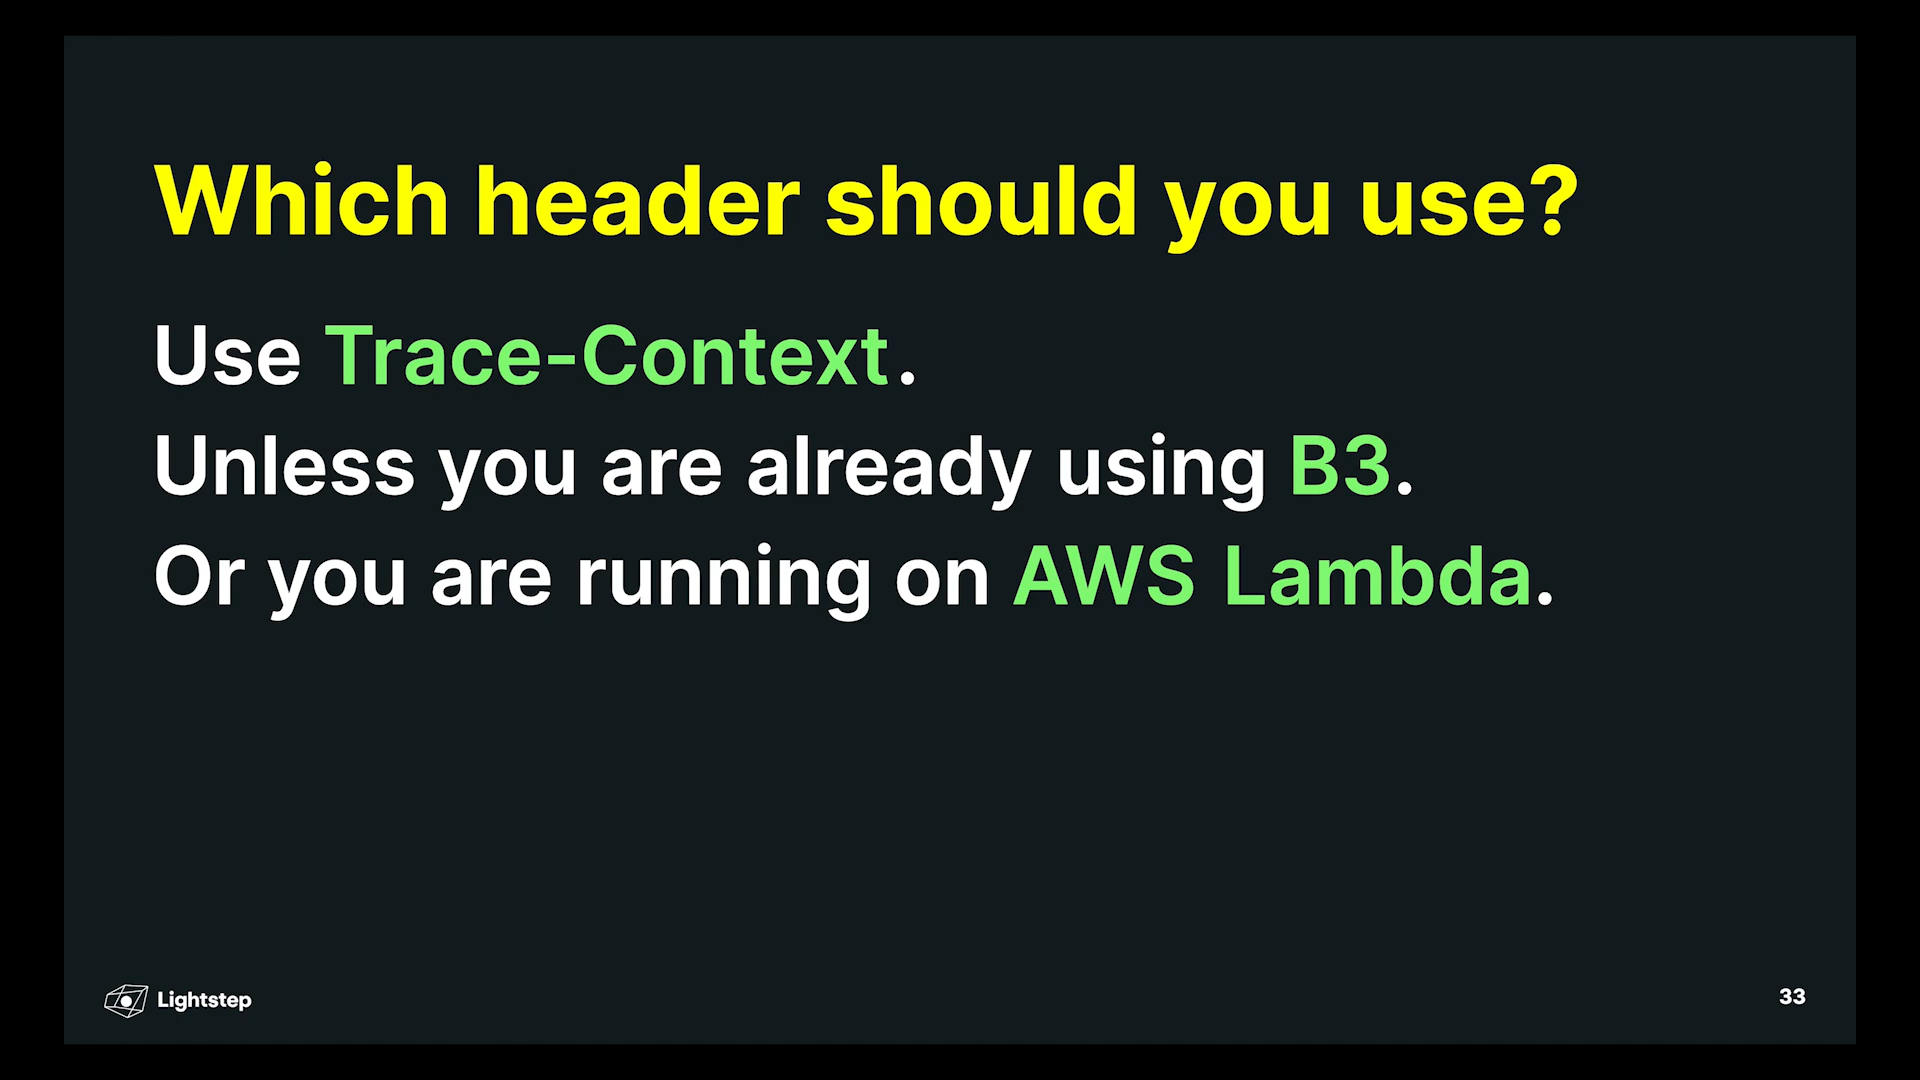 Which header should you use?
Use Trace-Context.
Unless you are already using B3.
Or you are running on AWS Lambda.
Lightstep
33